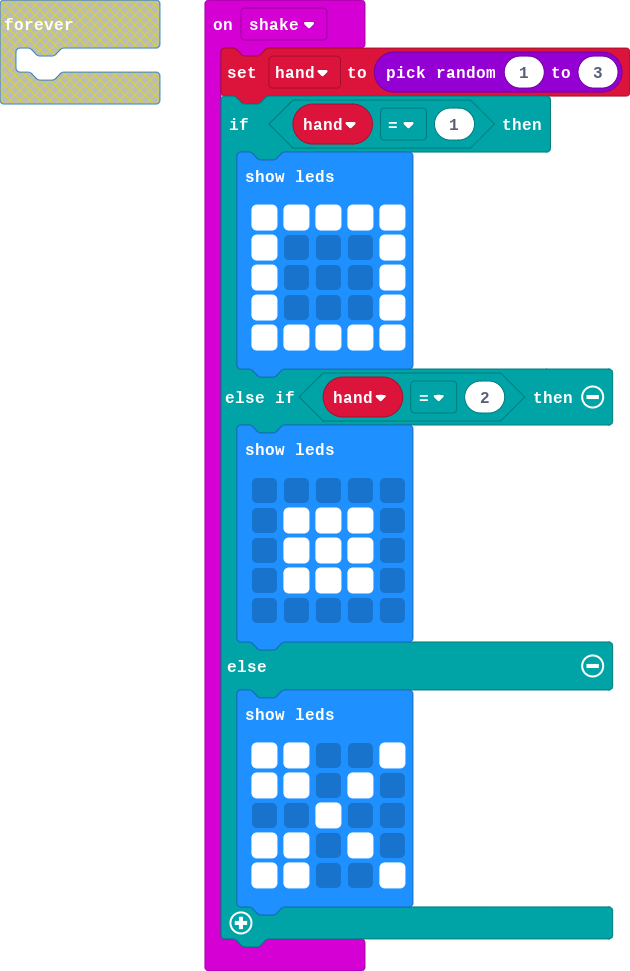 forever
on shake
set hand to pick random 1 to 3
if hand = 1 then
show leds
else if hand = 2 then
show leds
else
show leds